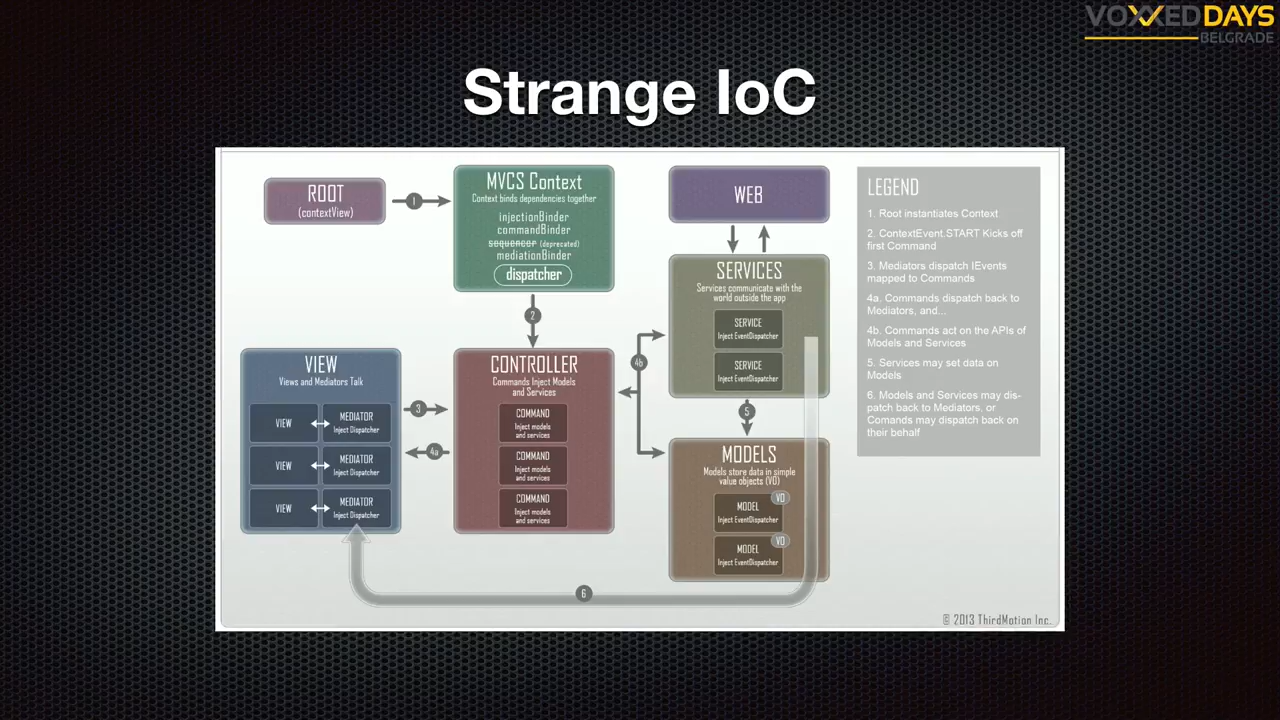 VOXXED DAYS
BELGRADE
Strange IoC
ROOT
(contextView)
1
MVCS Context
Context binds dependencies together
injectionBinder
commandBinder
sequencer (deprecated)
mediationBinder
dispatcher
2
WEB
SERVICES
Services communicate with the
world outside the app
SERVICE
Inject EventDispatcher
SERVICE
Inject EventDispatcher
VIEW
Views and Mediators Talk
VIEW
MEDIATOR
Inject Dispatcher
VIEW
MEDIATOR
Inject Dispatcher
VIEW
MEDIATOR
Inject Dispatcher
3
4a
CONTROLLER
Commands Inject Models
and Services
COMMAND
Inject models
and services
COMMAND
Inject models
and services
COMMAND
Inject models
and services
4b
5
MODELS
Models store data in simple
value objects (VO)
VO
MODEL
Inject EventDispatcher
VO
MODEL
Inject EventDispatcher
6
LEGEND
1. Root instantiates Context
2. ContextEvent.START Kicks off
first Command
3. Mediators dispatch IEvents
mapped to Commands
4a. Commands dispatch back to
Mediators, and...
4b. Commands act on the APIs of
Models and Services
5. Services may set data on
Models
6. Models and Services may dis-
patch back to Mediators, or
Comands may dispatch back on
their behalf
© 2013 ThirdMotion Inc.